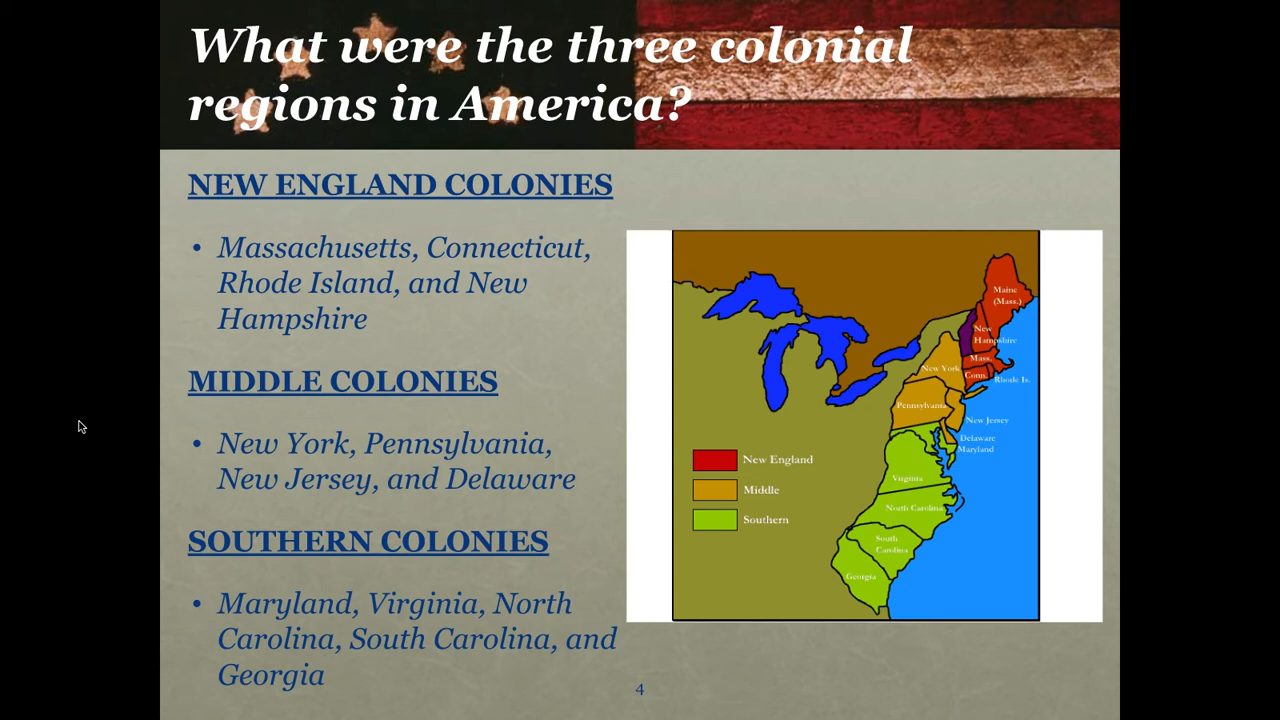 What were the three colonial
regions in America?
NEW ENGLAND COLONIES
• Massachusetts, Connecticut,
Rhode Island, and New
Hampshire
MIDDLE COLONIES
• New York, Pennsylvania,
New Jersey, and Delaware
SOUTHERN COLONIES
• Maryland, Virginia, North
Carolina, South Carolina, and
Georgia
Maine
(Mass.)
New
Hampshire
Mass.
Conn.
Rhode Is.
New York
Pennsylvania
New Jersey
Delaware
Maryland
Virginia
North Carolina
South
Carolina
Georgia
New England
Middle
Southern
4